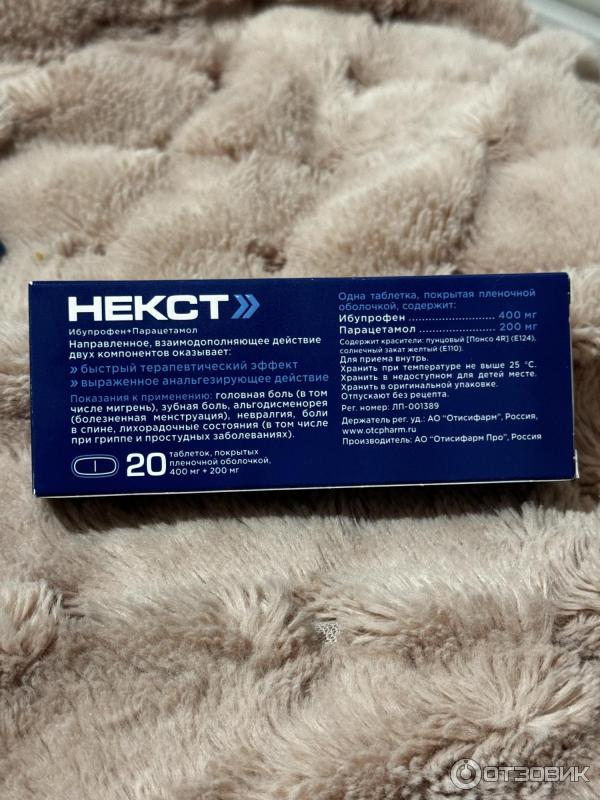 НЕКСТ
Ибупрофен+Парацетамол
Направленное, взаимодополняющее действие
двух компонентов оказывает:
» быстрый терапевтический эффект
» выраженное анальгезирующее действие
Показания к применению: головная боль (в том
числе мигрень), зубная боль, альгодисменорея
(болезненная менструация), невралгия, боли
в спине, лихорадочные состояния (в том числе
при гриппе и простудных заболеваниях).
20 таблеток, покрытых
пленочной оболочкой,
400 мг + 200 мг
Одна таблетка, покрытая пленочной
оболочкой, содержит:
Ибупрофен ........................ 400 мг
Парацетамол ..................... 200 мг
Содержит красители: пунцовый [Понсо 4R] (E124),
солнечный закат желтый (E110).
Для приема внутрь.
Хранить при температуре не выше 25 °C.
Хранить в недоступном для детей месте.
Хранить в оригинальной упаковке.
Отпускают без рецепта.
Рег. номер: ЛП-001389
Держатель рег. уд.: АО "Отисифарм", Россия,
www.otcpharm.ru
Производитель: АО "Отисифарм Про", Россия
ОТЗОВИК